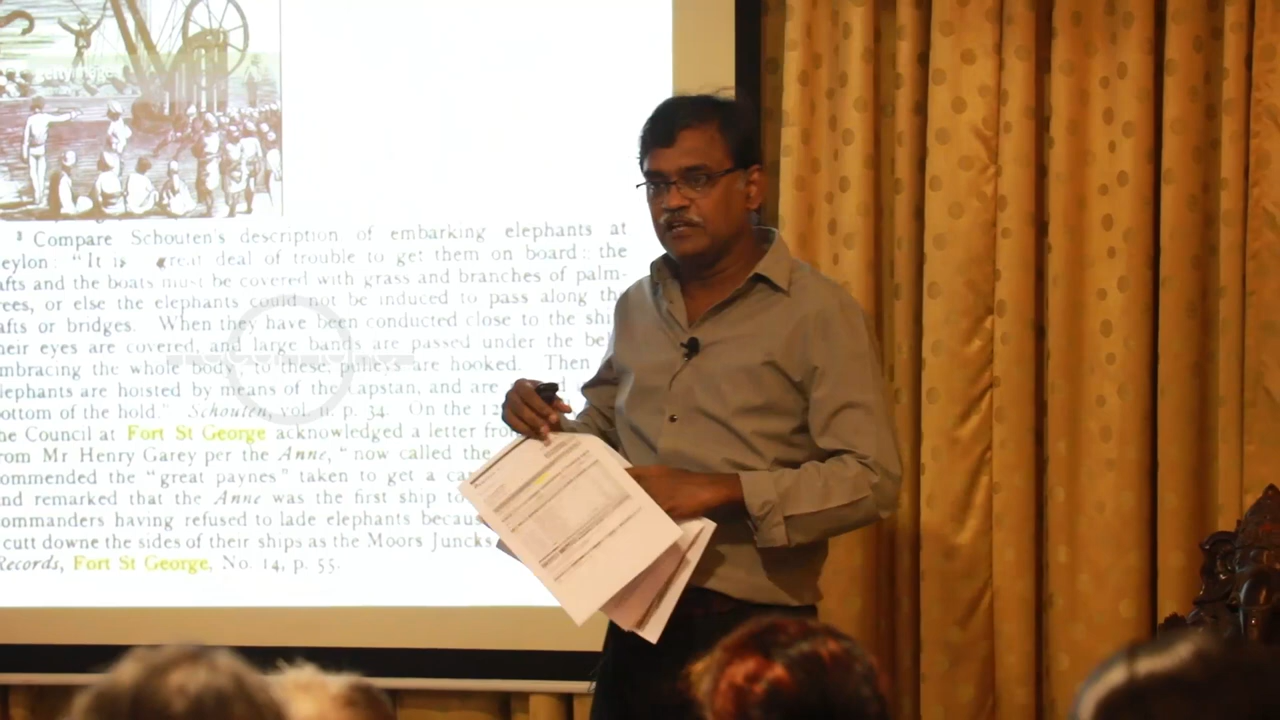 ³ Compare Schouten's description of embarking elephants at
eylon: "It is great deal of trouble to get them on board: the
afts and the boats must be covered with grass and branches of palm-
rees, or else the elephants could not be induced to pass along th
afts or bridges. When they have been conducted close to the shi
heir eyes are covered, and large bands are passed under the bel
mbracing the whole body; to these, pulleys are hooked. Then
lephants are hoisted by means of the capstan, and are
ottom of the hold." Schouten, vol. ii. p. 34. On the 12
he Council at Fort St George acknowledged a letter fro
rom Mr Henry Garey per the Anne, "now called the
ommended the "great paynes" taken to get a ca
nd remarked that the Anne was the first ship to
ommanders having refused to lade elephants becaus
cutt downe the sides of their ships as the Moors Juncks
Records, Fort St George, No. 14, p. 55.